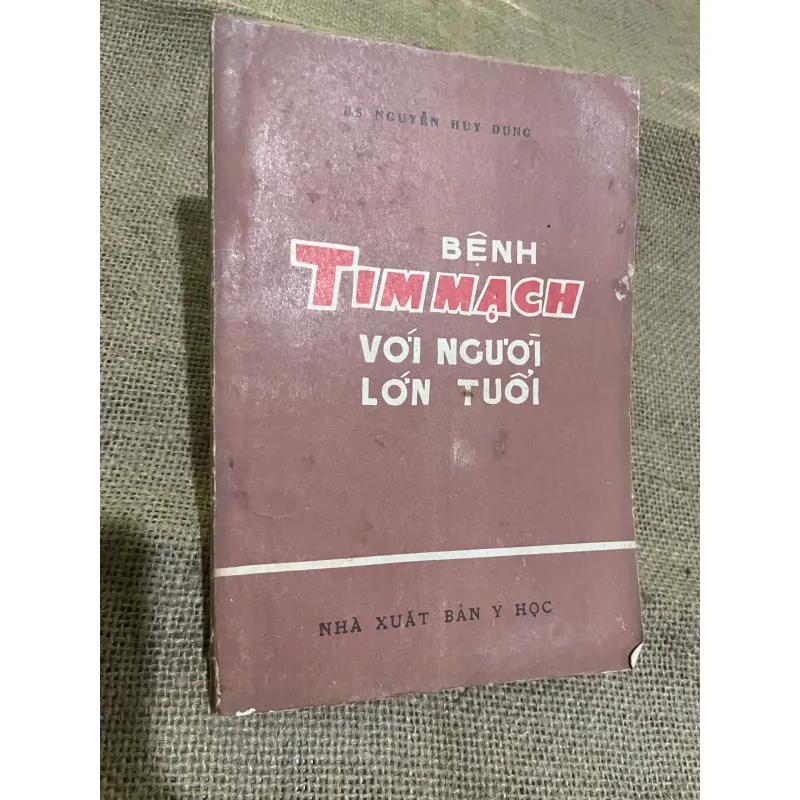 BS NGUYỄN HUY DUNG
BỆNH
TIM MẠCH
VỚI NGƯỜI
LỚN TUỔI
NHÀ XUẤT BẢN Y HỌC